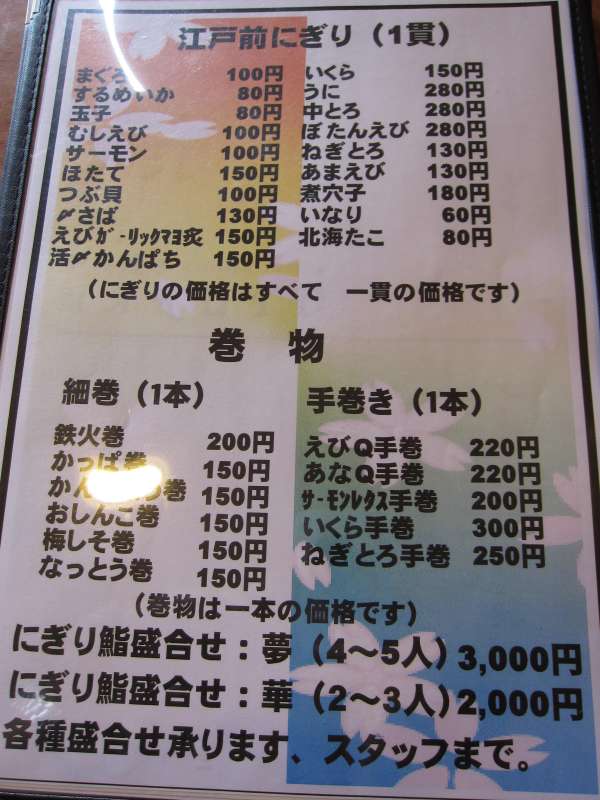 江戸前にぎり（1貫）
まぐろ 100円
するめいか 80円
玉子 80円
むしえび 100円
サーモン 100円
ほたて 150円
つぶ貝 100円
〆さば 130円
えびｶﾞｰﾘｯｸﾏﾖ炙 150円
活〆かんぱち 150円
いくら 150円
うに 280円
中とろ 280円
ぼたんえび 280円
ねぎとろ 130円
あまえび 130円
煮穴子 180円
いなり 60円
北海たこ 80円
（にぎりの価格はすべて 一貫の価格です）
巻 物
細巻（1本）
鉄火巻 200円
かっぱ巻 150円
かん 巻 150円
おしんこ巻 150円
梅しそ巻 150円
なっとう巻 150円
手巻き（1本）
えびQ手巻 220円
あなQ手巻 220円
ｻｰﾓﾝﾚﾀｽ手巻 200円
いくら手巻 300円
ねぎとろ手巻 250円
（巻物は一本の価格です）
にぎり鮨盛合せ：夢（4～5人）3,000円
にぎり鮨盛合せ：華（2～3人）2,000円
各種盛合せ承ります、スタッフまで。